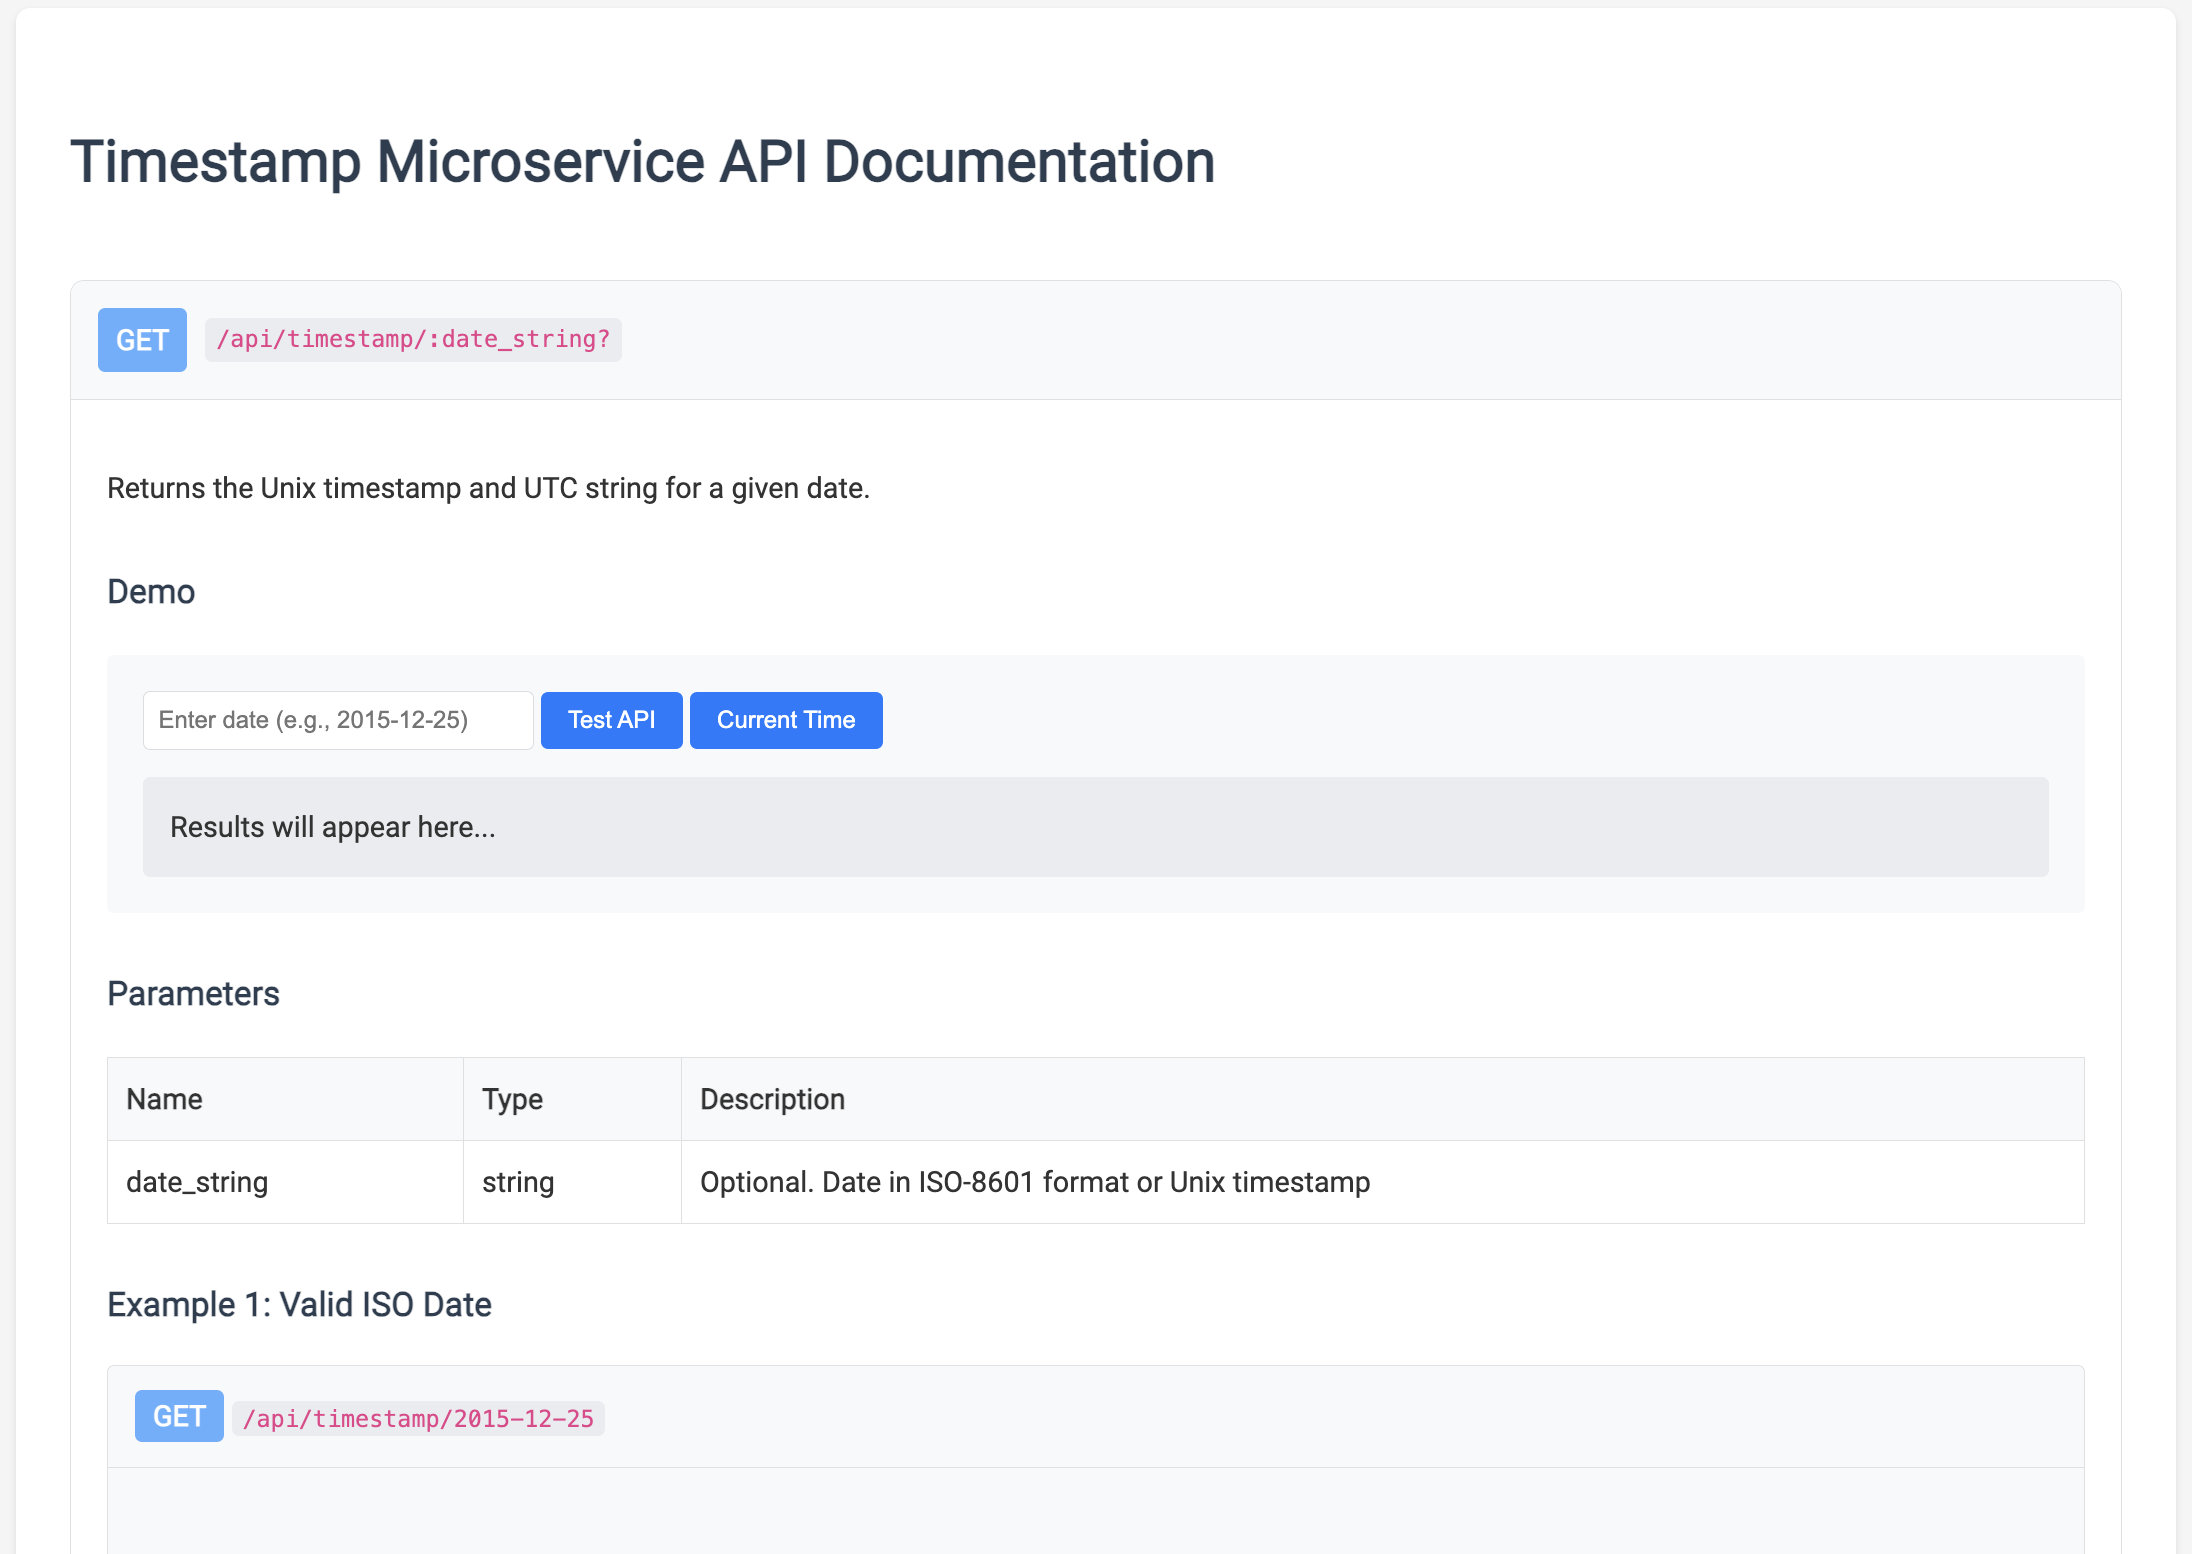 Timestamp Microservice API Documentation
GET /api/timestamp/:date_string?
Returns the Unix timestamp and UTC string for a given date.
Demo
Enter date (e.g., 2015-12-25) Test API Current Time
Results will appear here...
Parameters
Name Type Description
date_string string Optional. Date in ISO-8601 format or Unix timestamp
Example 1: Valid ISO Date
GET /api/timestamp/2015-12-25